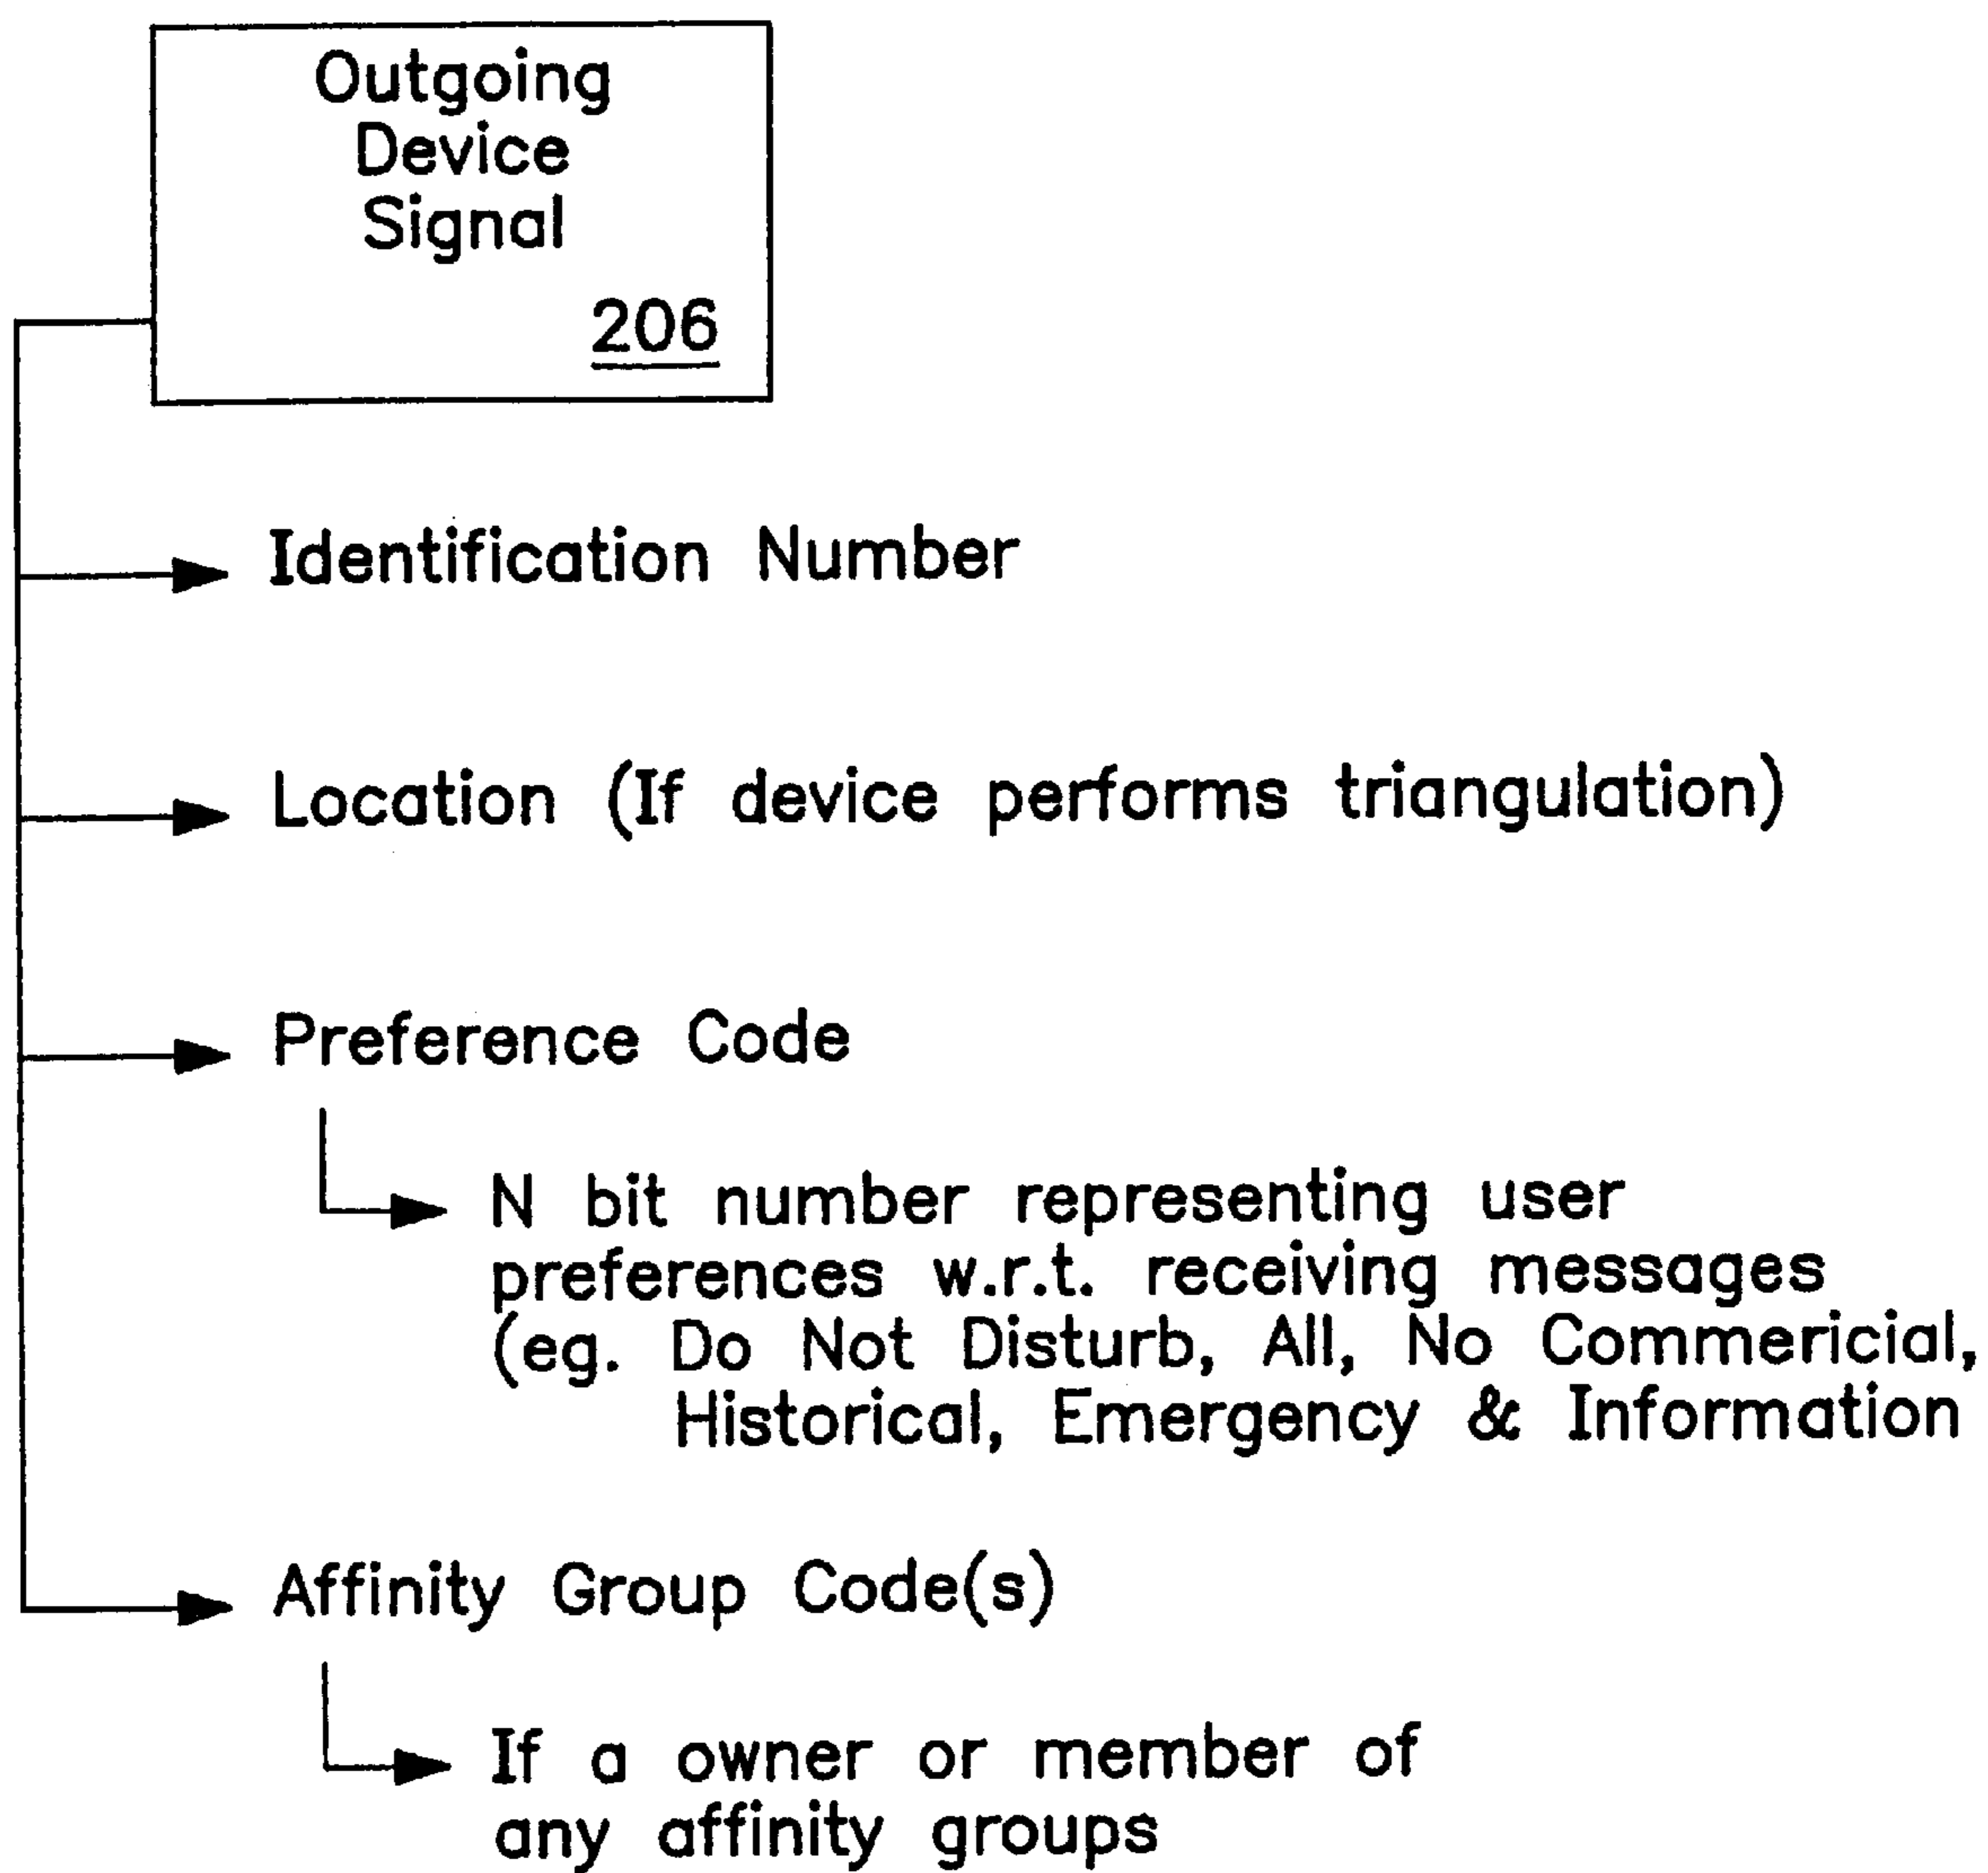 Outgoing
Device
Signal
206
Identification Number
Location (If device performs triangulation)
Preference Code
N bit number representing user
preferences w.r.t. receiving messages
(eg. Do Not Disturb, All, No Commericial,
Historical, Emergency & Information
Affinity Group Code(s)
If a owner or member of
any affinity groups